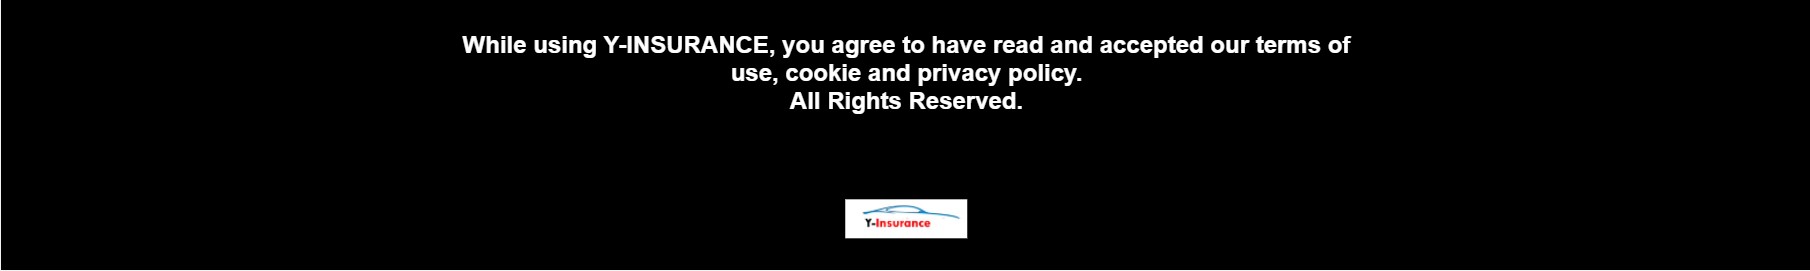 While using Y-INSURANCE, you agree to have read and accepted our terms of
use, cookie and privacy policy.
All Rights Reserved.
Y-Insurance